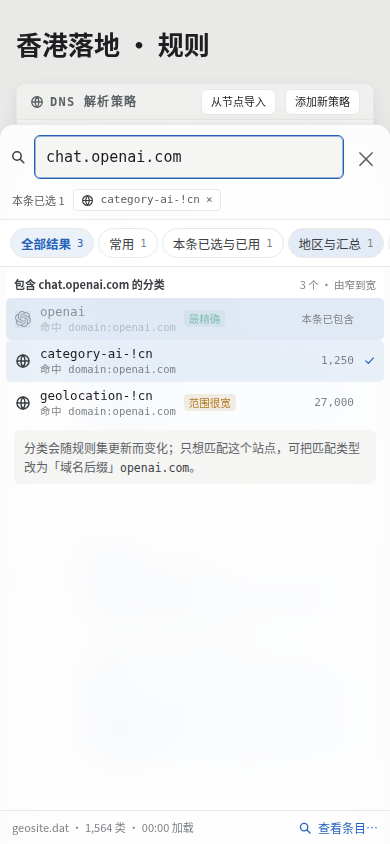 香港落地 · 规则
DNS 解析策略
从节点导入
添加新策略
chat.openai.com
本条已选 1
category-ai-!cn ×
全部结果 3
常用 1
本条已选与已用 1
地区与汇总 1
包含 chat.openai.com 的分类
3 个 · 由窄到宽
openai
最精确
本条已包含
命中 domain:openai.com
category-ai-!cn
1,250
命中 domain:openai.com
geolocation-!cn
范围很宽
27,000
命中 domain:openai.com
分类会随规则集更新而变化；只想匹配这个站点，可把匹配类型
改为「域名后缀」openai.com。
geosite.dat · 1,564 类 · 00:00 加载
查看条目…